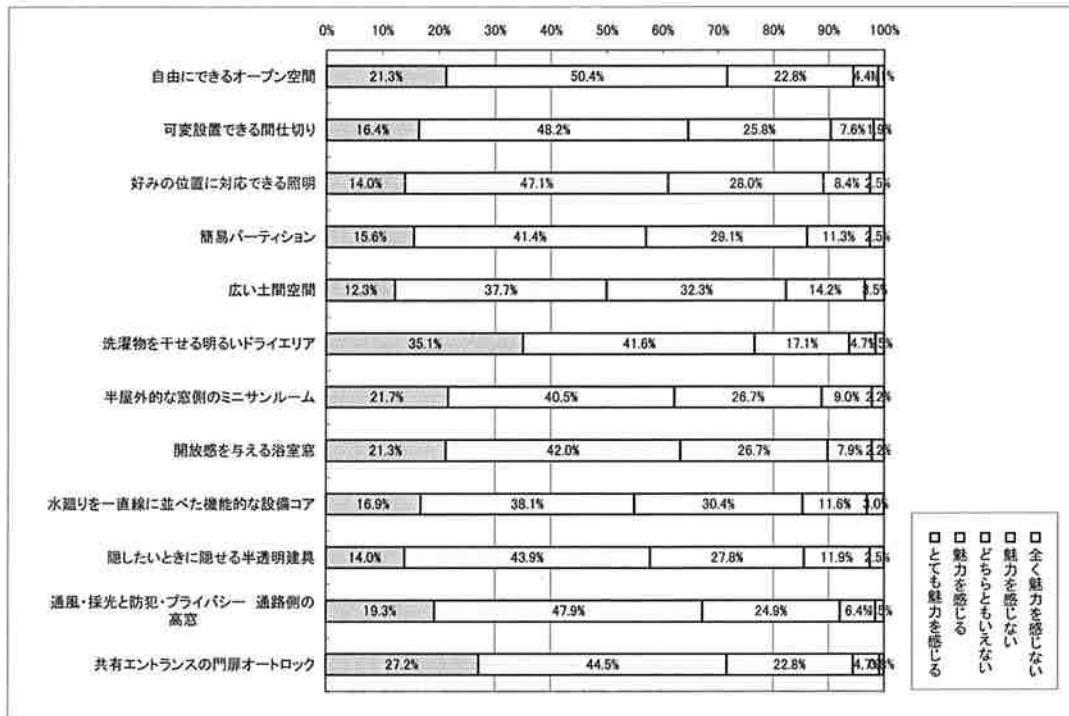 0% 10% 20% 30% 40% 50% 60% 70% 80% 90% 100%
自由にできるオープン空間 21.3% 50.4% 22.8% 4.4%
可変設置できる間仕切り 16.4% 48.2% 25.8% 7.6% 1.9%
好みの位置に対応できる照明 14.0% 47.1% 28.0% 8.4% 2.5%
簡易パーティション 15.6% 41.4% 29.1% 11.3% 2.5%
広い土間空間 12.3% 37.7% 32.3% 14.2% 3.5%
洗濯物を干せる明るいドライエリア 35.1% 41.6% 17.1% 4.7%
半屋外的な窓側のミニサンルーム 21.7% 40.5% 26.7% 9.0% 2.2%
開放感を与える浴室窓 21.3% 42.0% 26.7% 7.9% 2.2%
水廻りを一直線に並べた機能的な設備コア 16.9% 38.1% 30.4% 11.6% 3.0%
隠したいときに隠せる半透明建具 14.0% 43.9% 27.8% 11.9% 2.5%
通風・採光と防犯・プライバシー 通路側の
高窓 19.3% 47.9% 24.9% 6.4%
共有エントランスの門扉オートロック 27.2% 44.5% 22.8% 4.7%
全く魅力を感じない
魅力を感じない
どちらともいえない
魅力を感じる
とても魅力を感じる